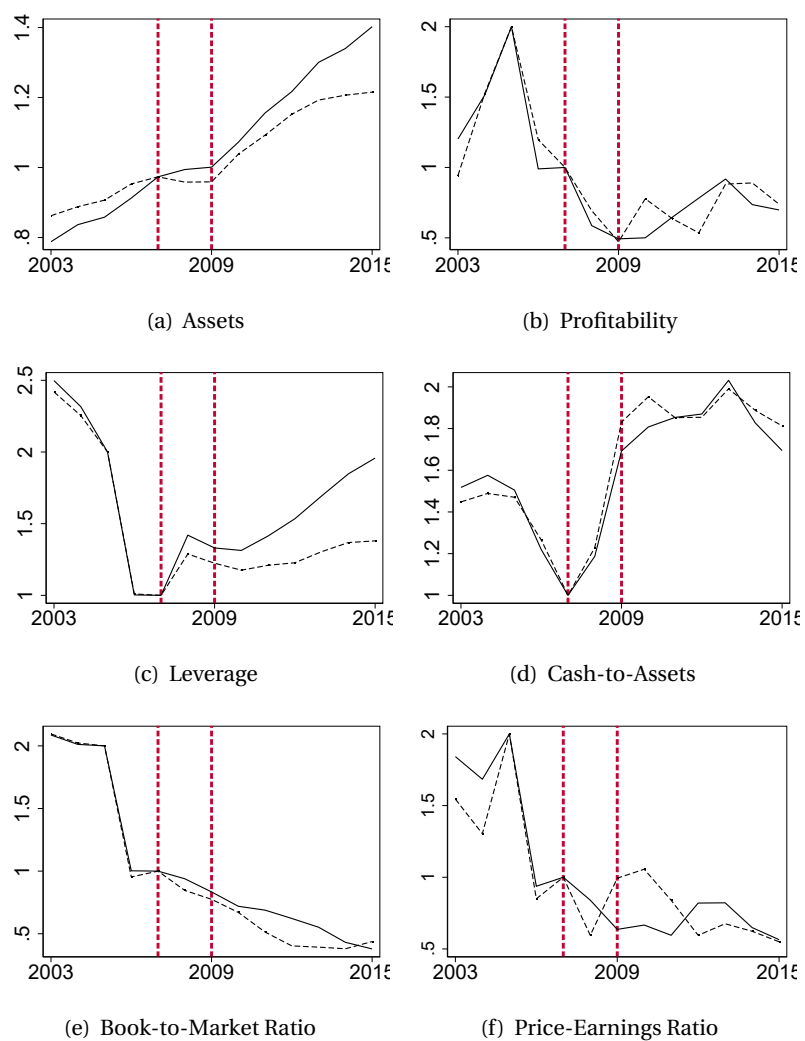 1.4
1.2
1
.8
2003 2009 2015
(a) Assets
2
1.5
1
.5
2003 2009 2015
(b) Profitability
2.5
2
1.5
1
2003 2009 2015
(c) Leverage
2
1.8
1.6
1.4
1.2
1
2003 2009 2015
(d) Cash-to-Assets
2
1.5
1
.5
2003 2009 2015
(e) Book-to-Market Ratio
2
1.5
1
.5
2003 2009 2015
(f) Price-Earnings Ratio